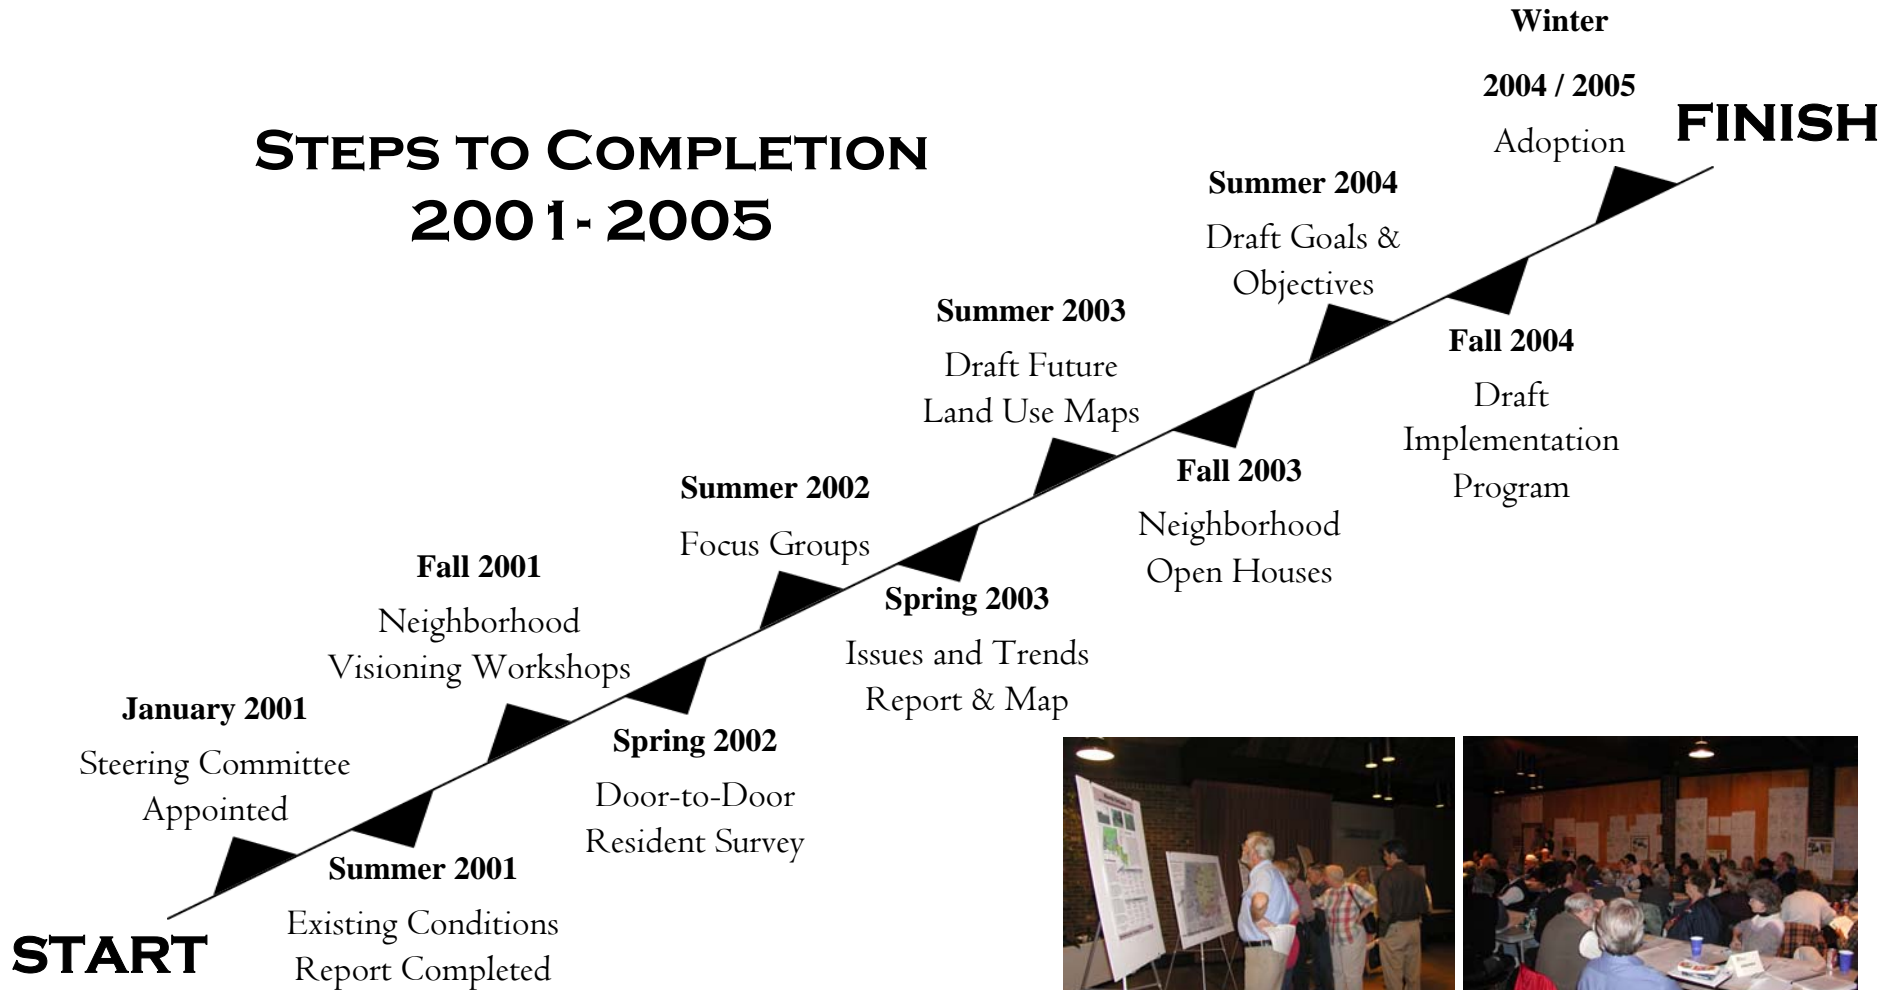 STEPS TO COMPLETION
2001-2005
START
January 2001
Steering Committee
Appointed
Summer 2001
Existing Conditions
Report Completed
Fall 2001
Neighborhood
Visioning Workshops
Spring 2002
Door-to-Door
Resident Survey
Summer 2002
Focus Groups
Spring 2003
Issues and Trends
Report & Map
Summer 2003
Draft Future
Land Use Maps
Fall 2003
Neighborhood
Open Houses
Summer 2004
Draft Goals &
Objectives
Fall 2004
Draft
Implementation
Program
Winter
2004 / 2005
Adoption
FINISH